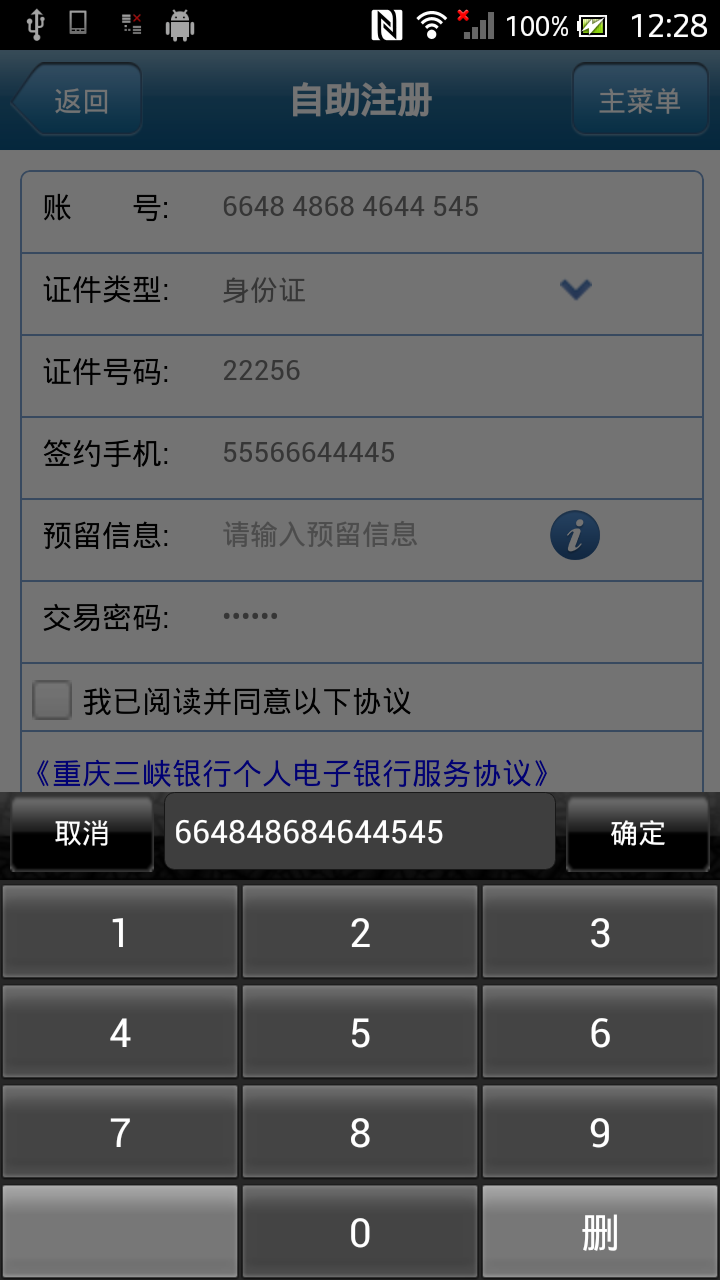 100% 12:28
返回 自助注册 主菜单
账 号: 6648 4868 4644 545
证件类型: 身份证
证件号码: 22256
签约手机: 55566644445
预留信息: 请输入预留信息
交易密码: ••••••
我已阅读并同意以下协议
《重庆三峡银行个人电子银行服务协议》
取消 664848684644545 确定
1 2 3
4 5 6
7 8 9
0 删